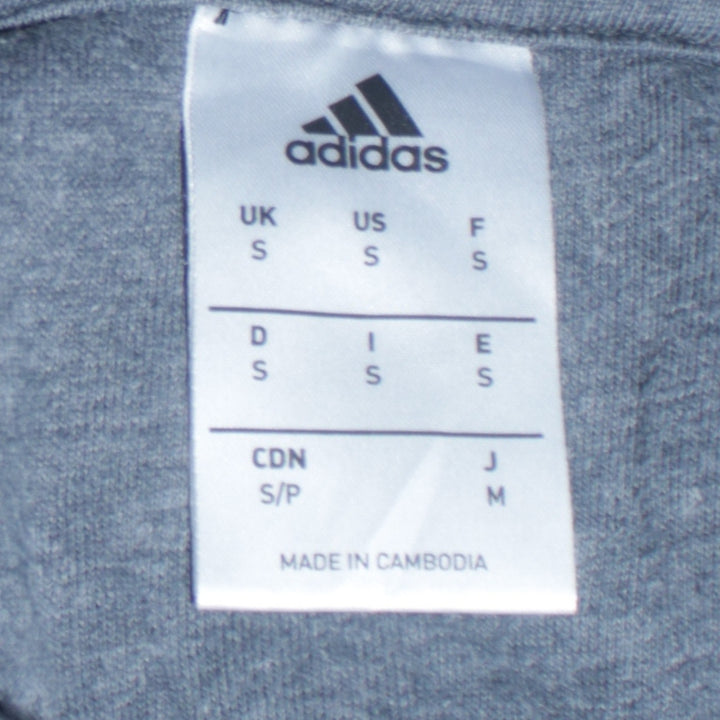 adidas
UK US F
S S S
D I E
S S S
CDN J
S/P M
MADE IN CAMBODIA